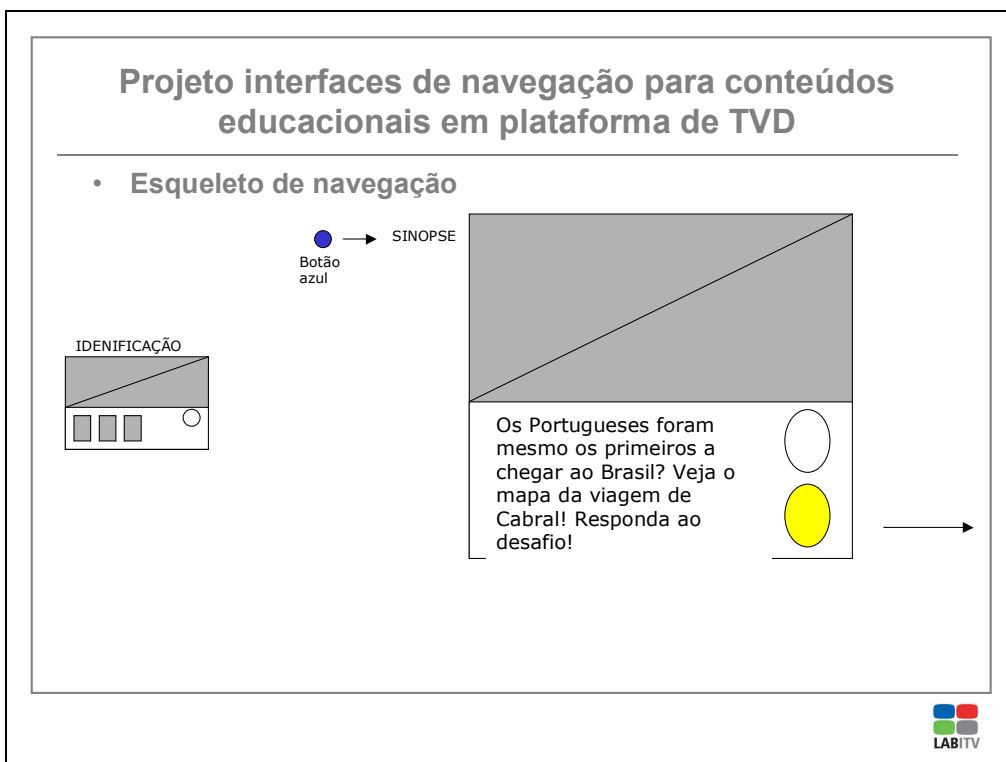 Projeto interfaces de navegação para conteúdos
educacionais em plataforma de TVD
• Esqueleto de navegação
SINOPSE
Botão
azul
IDENIFICAÇÃO
Os Portugueses foram
mesmo os primeiros a
chegar ao Brasil? Veja o
mapa da viagem de
Cabral! Responda ao
desafio!
LABITV